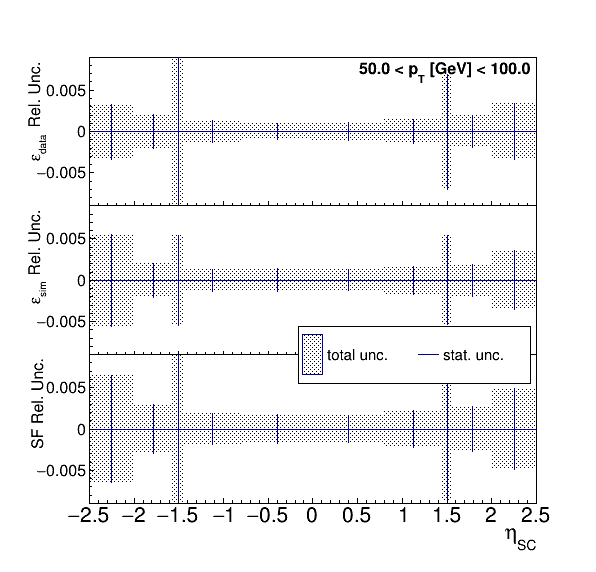 50.0 < p_T [GeV] < 100.0
ε_data Rel. Unc.
0.005
0
−0.005
ε_sim Rel. Unc.
0.005
0
−0.005
total unc.
stat. unc.
SF Rel. Unc.
0.005
0
−0.005
−2.5 −2 −1.5 −1 −0.5 0 0.5 1 1.5 2 2.5
η_SC